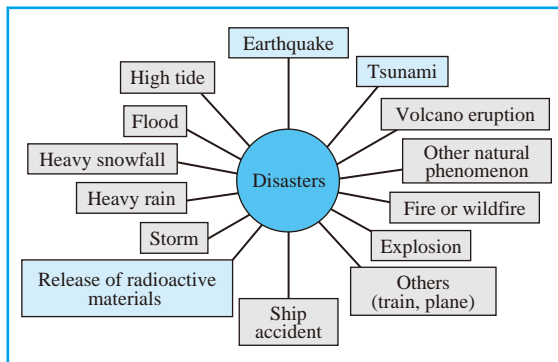 Earthquake
Tsunami
Volcano eruption
Other natural
phenomenon
Fire or wildfire
Explosion
Others
(train, plane)
Ship
accident
Release of radioactive
materials
Storm
Heavy rain
Heavy snowfall
Flood
High tide
Disasters